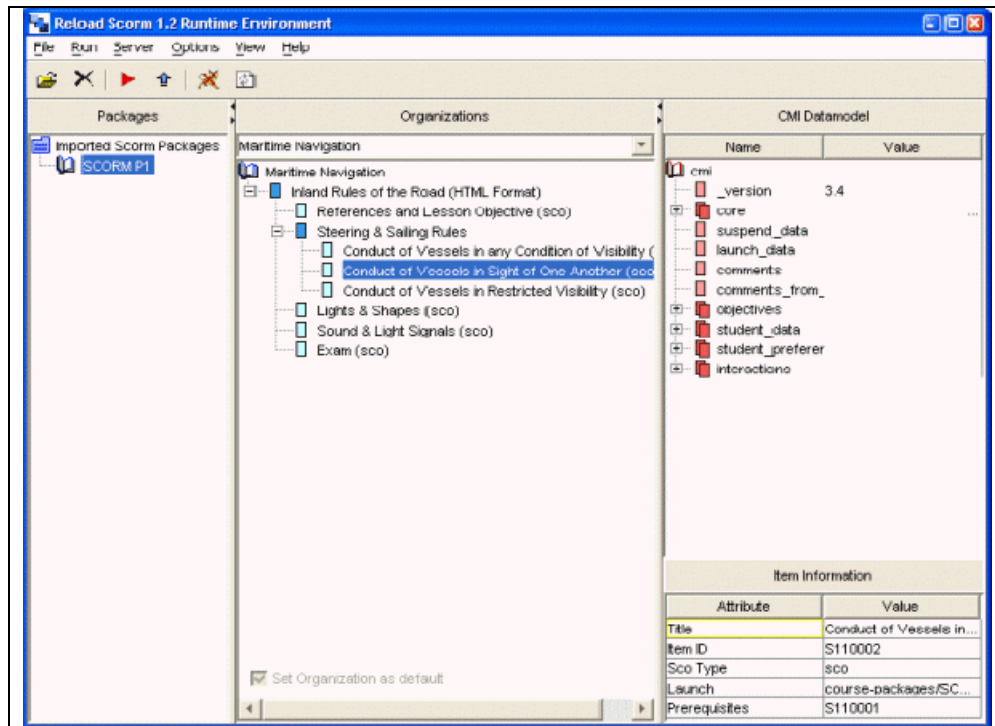 Reload Scorm 1.2 Runtime Environment
File Run Server Options View Help
Packages
Imported Scorm Packages
SCORM P1
Organizations
Maritime Navigation
Maritime Navigation
Inland Rules of the Road (HTML Format)
References and Lesson Objective (sco)
Steering & Sailing Rules
Conduct of Vessels in any Condition of Visibility (
Conduct of Vessels in Sight of One Another (sco
Conduct of Vessels in Restricted Visibility (sco)
Lights & Shapes (sco)
Sound & Light Signals (sco)
Exam (sco)
Set Organization as default
CMI Datamodel
Name Value
cmi
_version 3.4
core ...
suspend_data
launch_data
comments
comments_from_
objectives
student_data
student_preferer
interactions
Item Information
Attribute Value
Title Conduct of Vessels in...
Item ID S110002
Sco Type sco
Launch course-packages/SC...
Prerequisites S110001